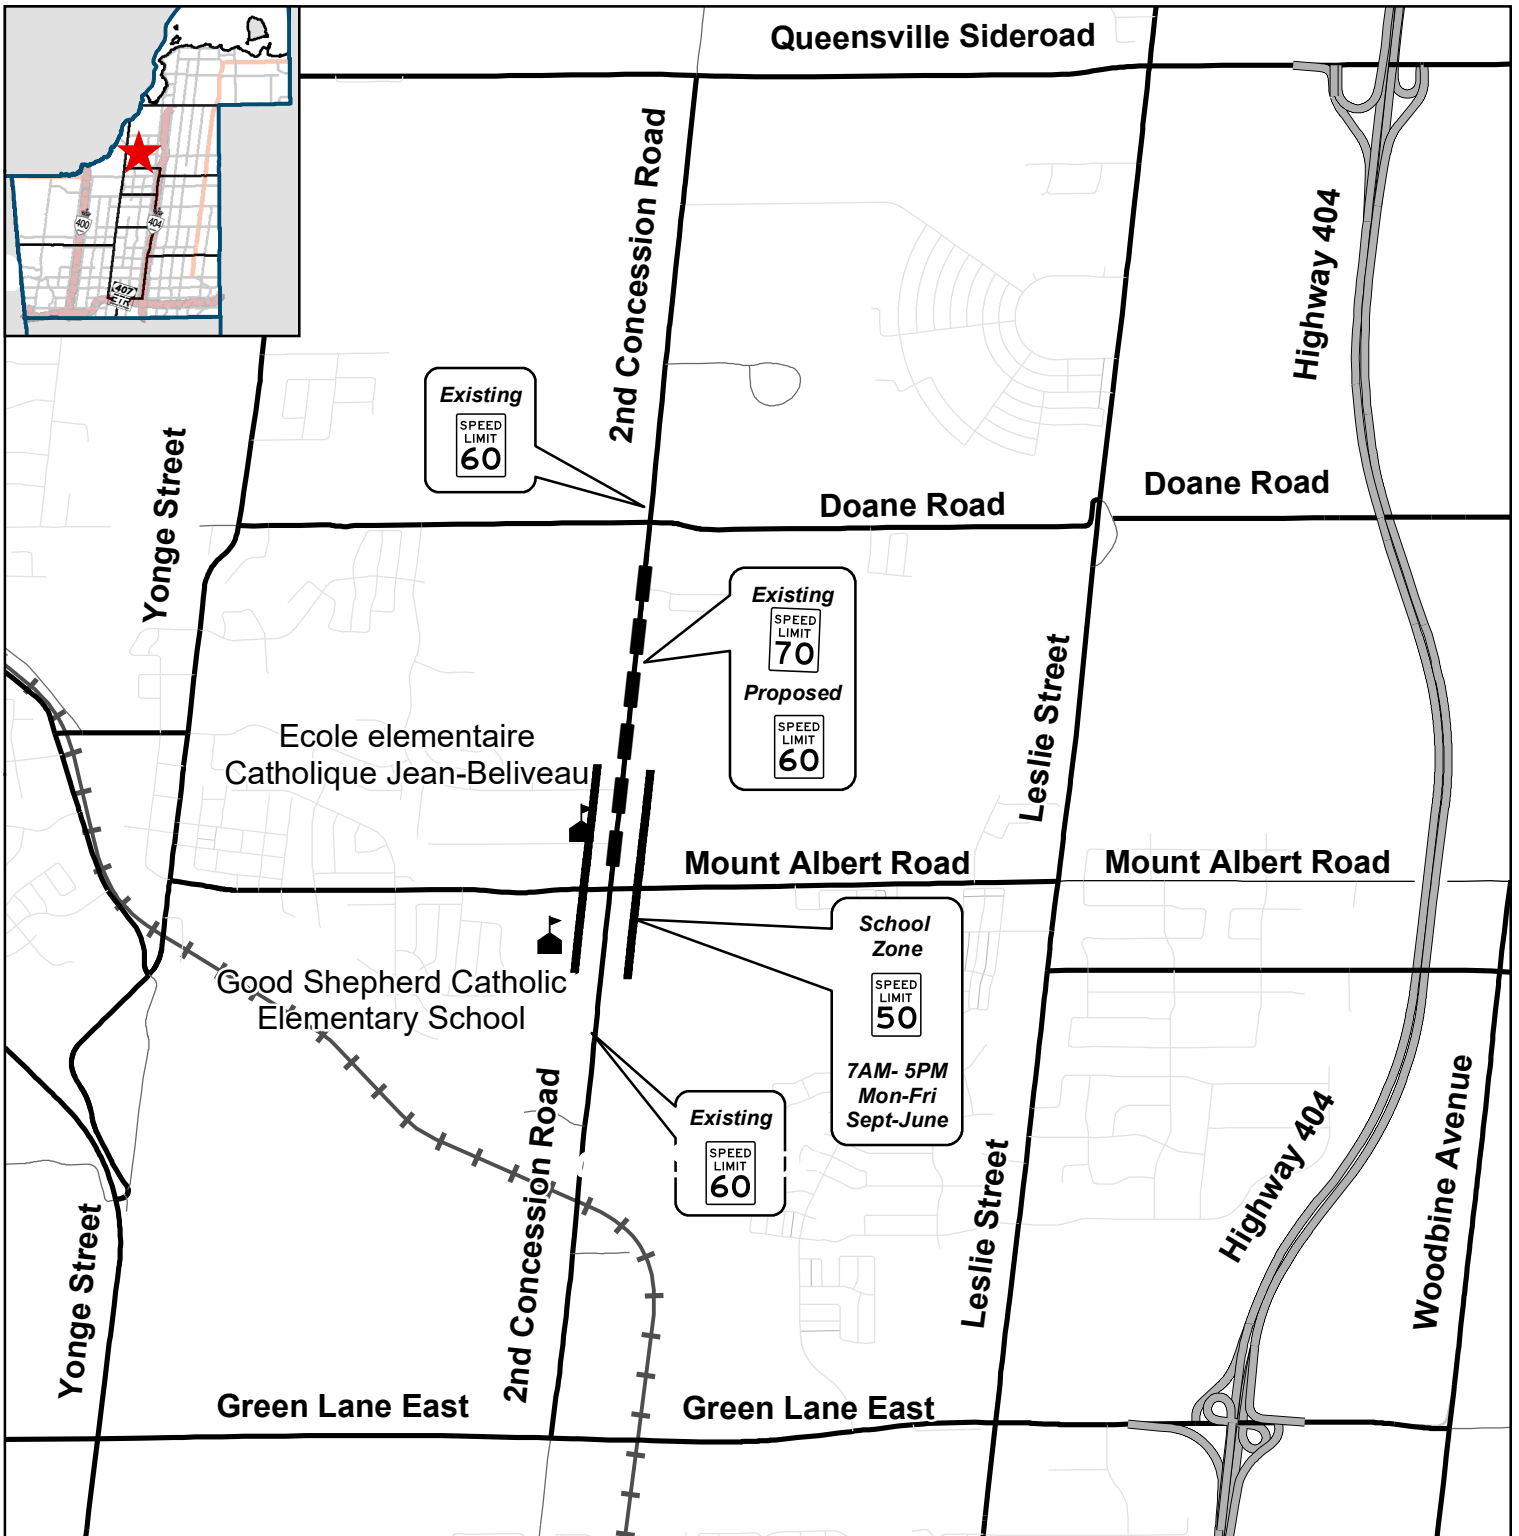 Queensville Sideroad
400
404
407
ETR
2nd Concession Road
Highway 404
Existing
SPEED
LIMIT
60
Yonge Street
Doane Road
Doane Road
Existing
SPEED
LIMIT
70
Proposed
SPEED
LIMIT
60
Leslie Street
Ecole elementaire
Catholique Jean-Beliveau
Mount Albert Road
Mount Albert Road
School
Zone
SPEED
LIMIT
50
7AM- 5PM
Mon-Fri
Sept-June
Good Shepherd Catholic
Elementary School
Existing
SPEED
LIMIT
60
2nd Concession Road
Yonge Street
Leslie Street
Highway 404
Woodbine Avenue
Green Lane East
Green Lane East